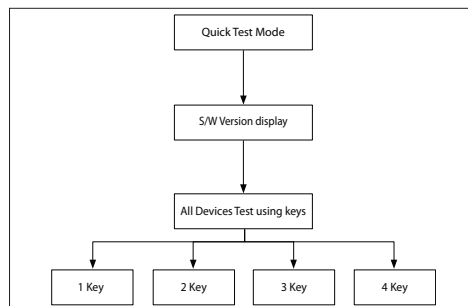 Quick Test Mode
S/W Version display
All Devices Test using keys
1 Key
2 Key
3 Key
4 Key